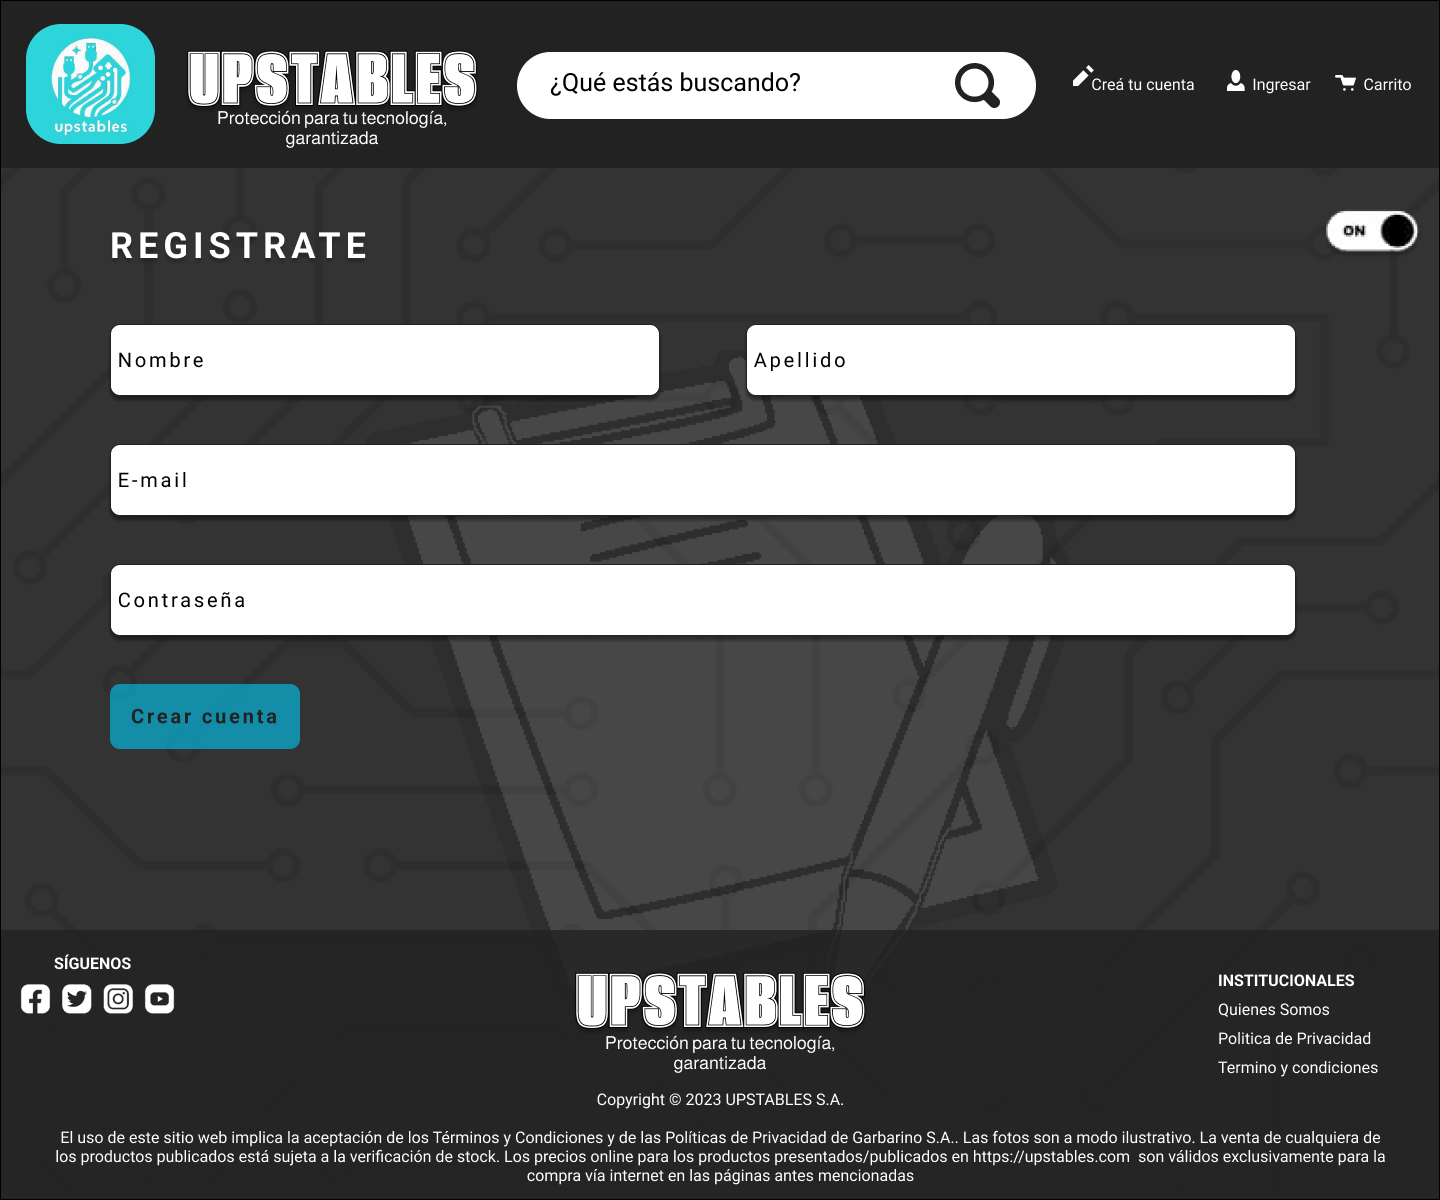 upstables
UPSTABLES
Protección para tu tecnología,
garantizada
¿Qué estás buscando?
Creá tu cuenta
Ingresar
Carrito
REGISTRATE
ON
Nombre
Apellido
E-mail
Contraseña
Crear cuenta
SÍGUENOS
UPSTABLES
Protección para tu tecnología,
garantizada
Copyright © 2023 UPSTABLES S.A.
INSTITUCIONALES
Quienes Somos
Politica de Privacidad
Termino y condiciones
El uso de este sitio web implica la aceptación de los Términos y Condiciones y de las Políticas de Privacidad de Garbarino S.A.. Las fotos son a modo ilustrativo. La venta de cualquiera de
los productos publicados está sujeta a la verificación de stock. Los precios online para los productos presentados/publicados en https://upstables.com  son válidos exclusivamente para la
compra vía internet en las páginas antes mencionadas